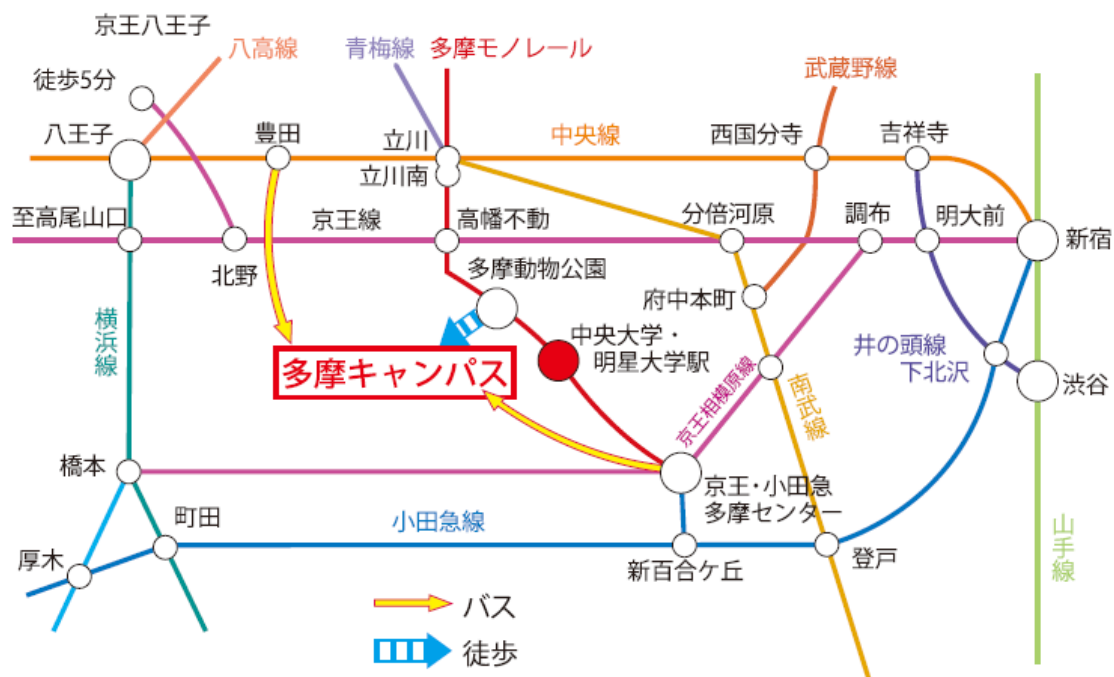 京王八王子
八高線
青梅線
多摩モノレール
武蔵野線
徒歩5分
八王子
豊田
立川
中央線
西国分寺
吉祥寺
立川南
至高尾山口
京王線
高幡不動
分倍河原
調布
明大前
新宿
北野
多摩動物公園
府中本町
横浜線
中央大学・
明星大学駅
井の頭線
下北沢
多摩キャンパス
京王相模原線
南武線
渋谷
橋本
京王・小田急
多摩センター
町田
小田急線
山手線
厚木
新百合ケ丘
登戸
バス
徒歩